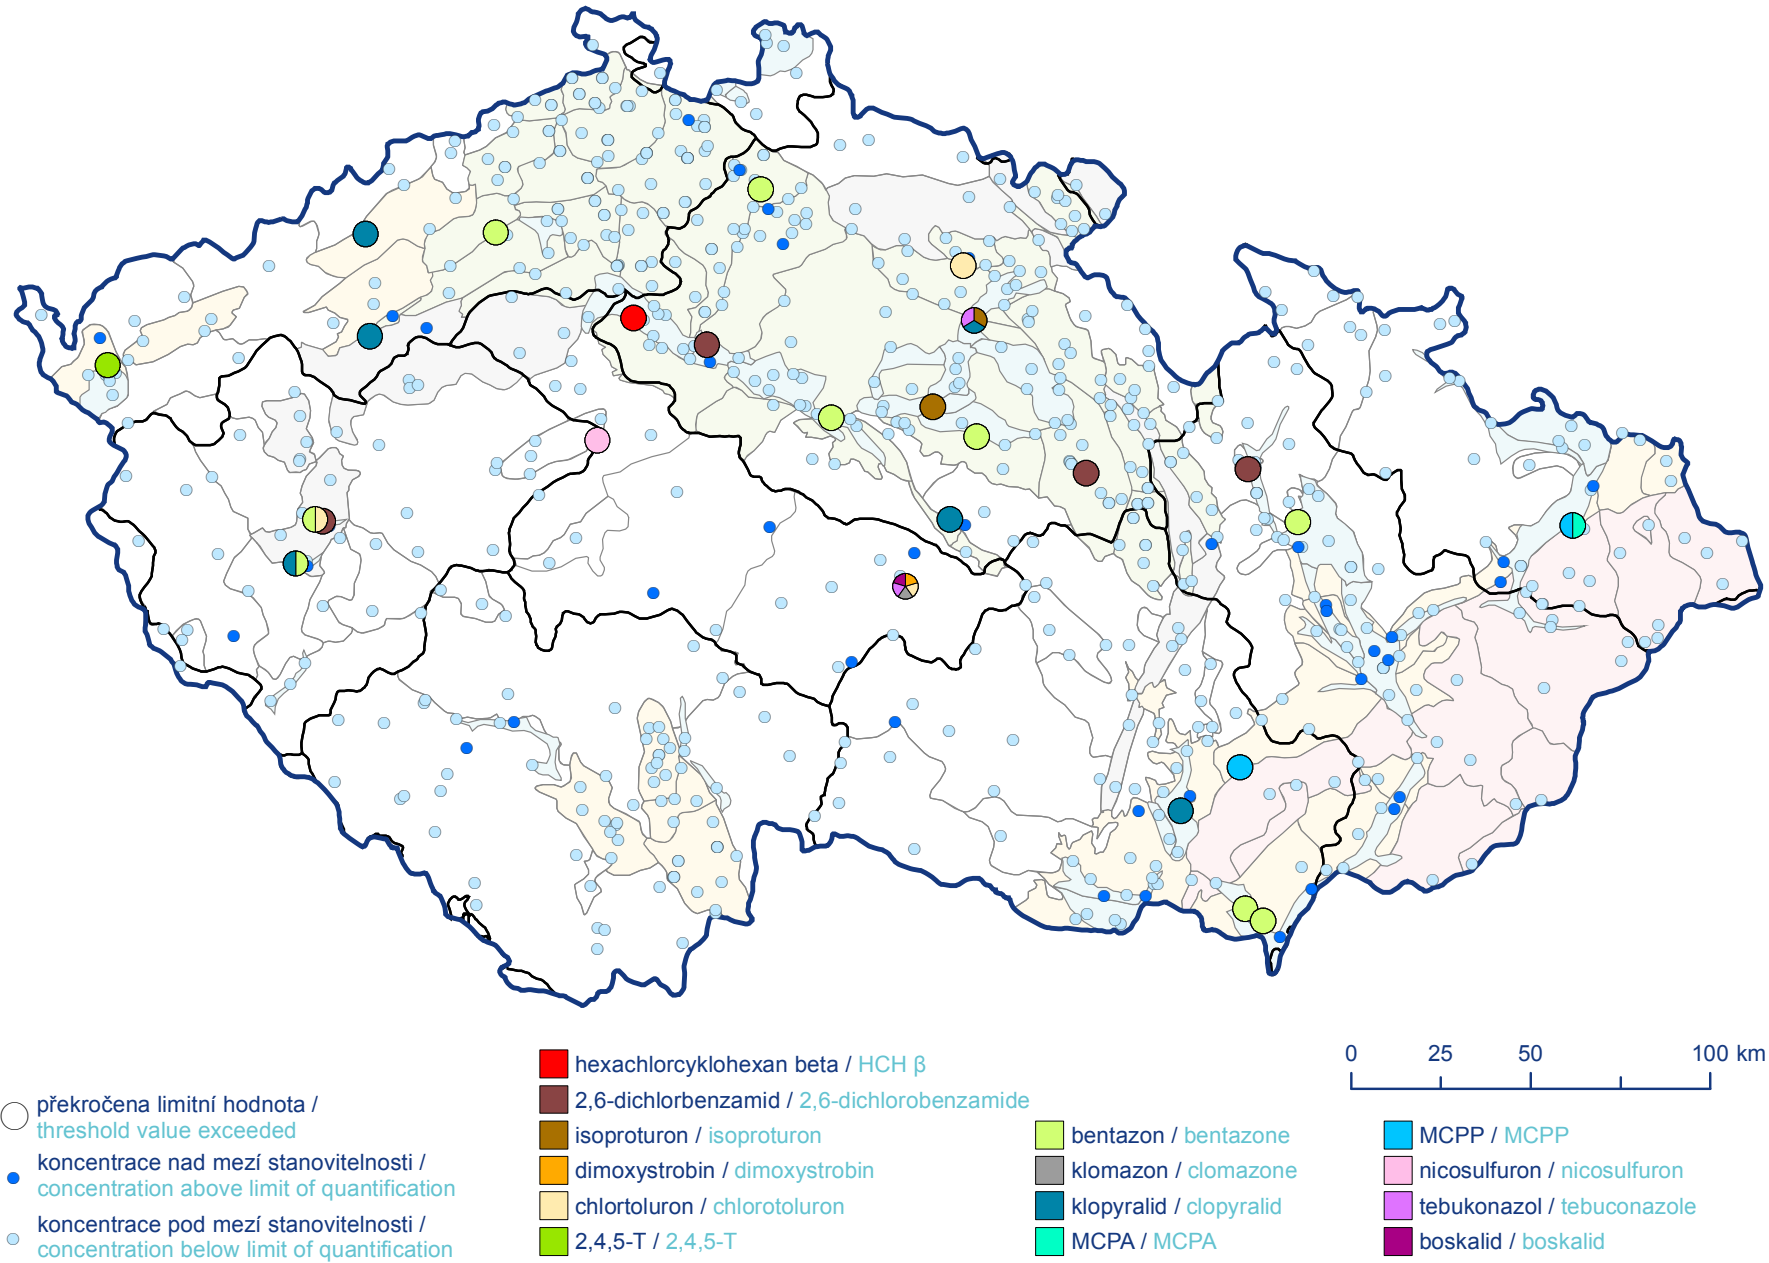 0 25 50 100 km
překročena limitní hodnota /
threshold value exceeded
koncentrace nad mezí stanovitelnosti /
concentration above limit of quantification
koncentrace pod mezí stanovitelnosti /
concentration below limit of quantification
hexachlorcyklohexan beta / HCH β
2,6-dichlorbenzamid / 2,6-dichlorobenzamide
isoproturon / isoproturon
dimoxystrobin / dimoxystrobin
chlortoluron / chlorotoluron
2,4,5-T / 2,4,5-T
bentazon / bentazone
klomazon / clomazone
klopyralid / clopyralid
MCPA / MCPA
MCPP / MCPP
nicosulfuron / nicosulfuron
tebukonazol / tebuconazole
boskalid / boskalid